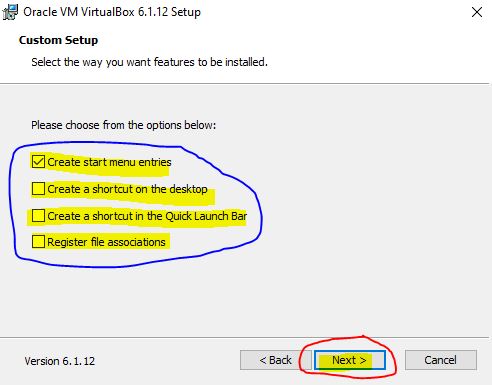 Oracle VM VirtualBox 6.1.12 Setup
Custom Setup
Select the way you want features to be installed.
Please choose from the options below:
Create start menu entries
Create a shortcut on the desktop
Create a shortcut in the Quick Launch Bar
Register file associations
Version 6.1.12
< Back
Next >
Cancel